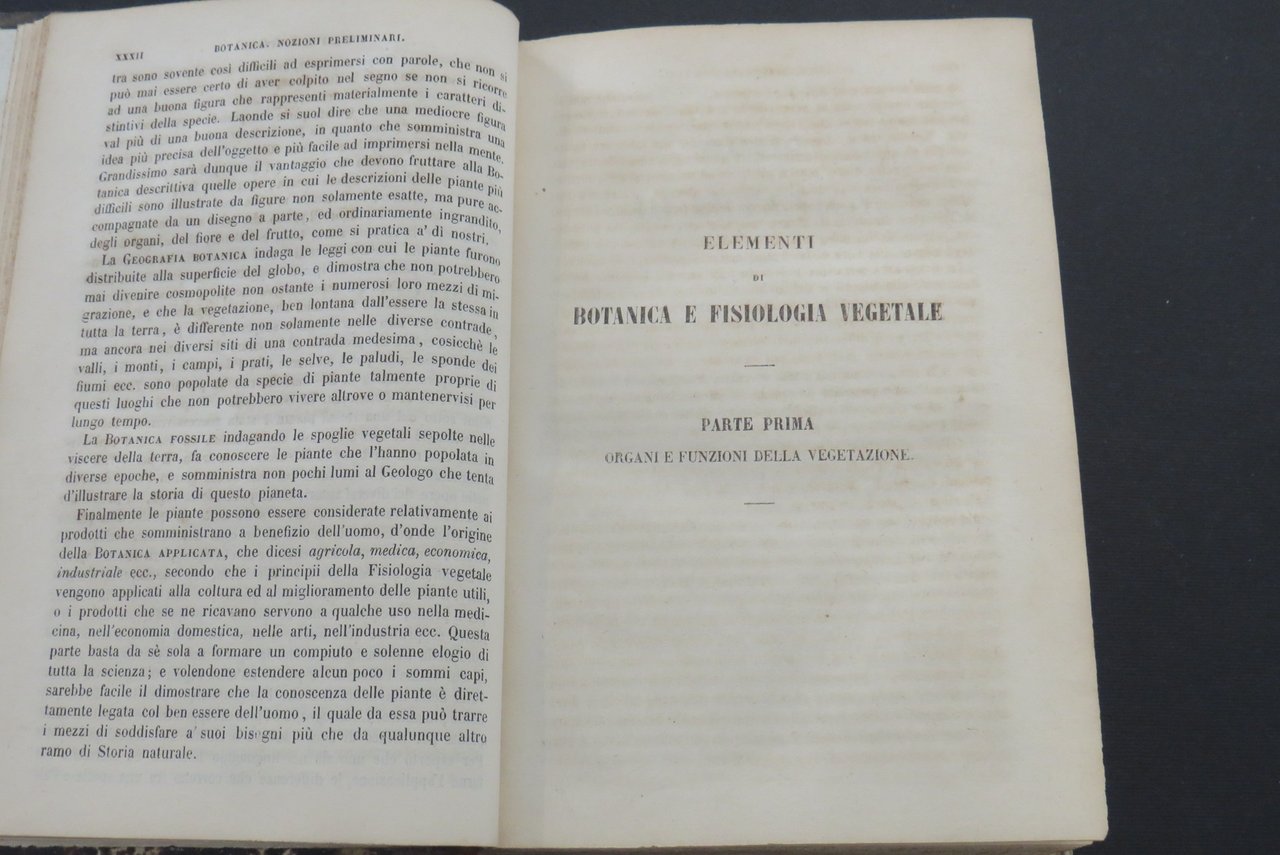 XXXII BOTANICA. NOZIONI PRELIMINARI.
tra sono sovente così difficili ad esprimersi con parole, che non si
può mai essere certo di aver colpito nel segno se non si ricorre
ad una buona figura che rappresenti materialmente i caratteri di-
stintivi della specie. Laonde si suol dire che una mediocre figura
val più di una buona descrizione, in quanto che somministra una
idea più precisa dell'oggetto e più facile ad imprimersi nella mente.
Grandissimo sarà dunque il vantaggio che devono fruttare alla Bo-
tanica descrittiva quelle opere in cui le descrizioni delle piante più
difficili sono illustrate da figure non solamente esatte, ma pure ac-
compagnate da un disegno a parte, ed ordinariamente ingrandito,
degli organi, del fiore e del frutto, come si pratica a' dì nostri.
La GEOGRAFIA BOTANICA indaga le leggi con cui le piante furono
distribuite alla superficie del globo, e dimostra che non potrebbero
mai divenire cosmopolite non ostante i numerosi loro mezzi di mi-
grazione, e che la vegetazione, ben lontana dall'essere la stessa in
tutta la terra, è differente non solamente nelle diverse contrade,
ma ancora nei diversi siti di una contrada medesima, cosicchè le
valli, i monti, i campi, i prati, le selve, le paludi, le sponde dei
fiumi ecc. sono popolate da specie di piante talmente proprie di
questi luoghi che non potrebbero vivere altrove o mantenervisi per
lungo tempo.
La BOTANICA FOSSILE indagando le spoglie vegetali sepolte nelle
viscere della terra, fa conoscere le piante che l'hanno popolata in
diverse epoche, e somministra non pochi lumi al Geologo che tenta
d'illustrare la storia di questo pianeta.
Finalmente le piante possono essere considerate relativamente ai
prodotti che somministrano a benefizio dell'uomo, d'onde l'origine
della BOTANICA APPLICATA, che dicesi agricola, medica, economica,
industriale ecc., secondo che i principii della Fisiologia vegetale
vengono applicati alla coltura ed al miglioramento delle piante utili,
o i prodotti che se ne ricavano servono a qualche uso nella medi-
cina, nell'economia domestica, nelle arti, nell'industria ecc. Questa
parte basta da sè sola a formare un compiuto e solenne elogio di
tutta la scienza; e volendone estendere alcun poco i sommi capi,
sarebbe facile il dimostrare che la conoscenza delle piante è diret-
tamente legata col ben essere dell'uomo, il quale da essa può trarre
i mezzi di soddisfare a' suoi bisogni più che da qualunque altro
ramo di Storia naturale.
ELEMENTI
DI
BOTANICA E FISIOLOGIA VEGETALE
PARTE PRIMA
ORGANI E FUNZIONI DELLA VEGETAZIONE.